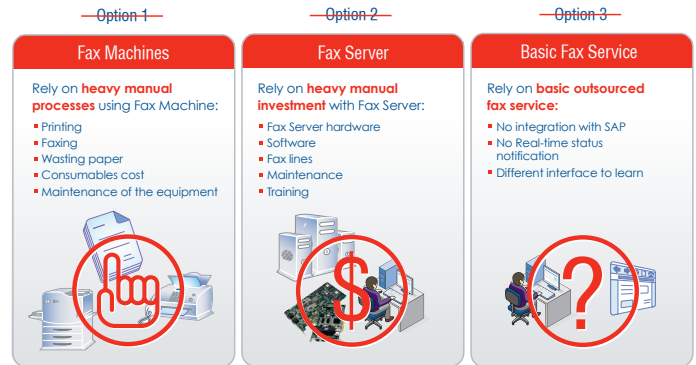 Option 1
Fax Machines
Rely on heavy manual
processes using Fax Machine:
Printing
Faxing
Wasting paper
Consumables cost
Maintenance of the equipment
Option 2
Fax Server
Rely on heavy manual
investment with Fax Server:
Fax Server hardware
Software
Fax lines
Maintenance
Training
$
Option 3
Basic Fax Service
Rely on basic outsourced
fax service:
No integration with SAP
No Real-time status
notification
Different interface to learn
?